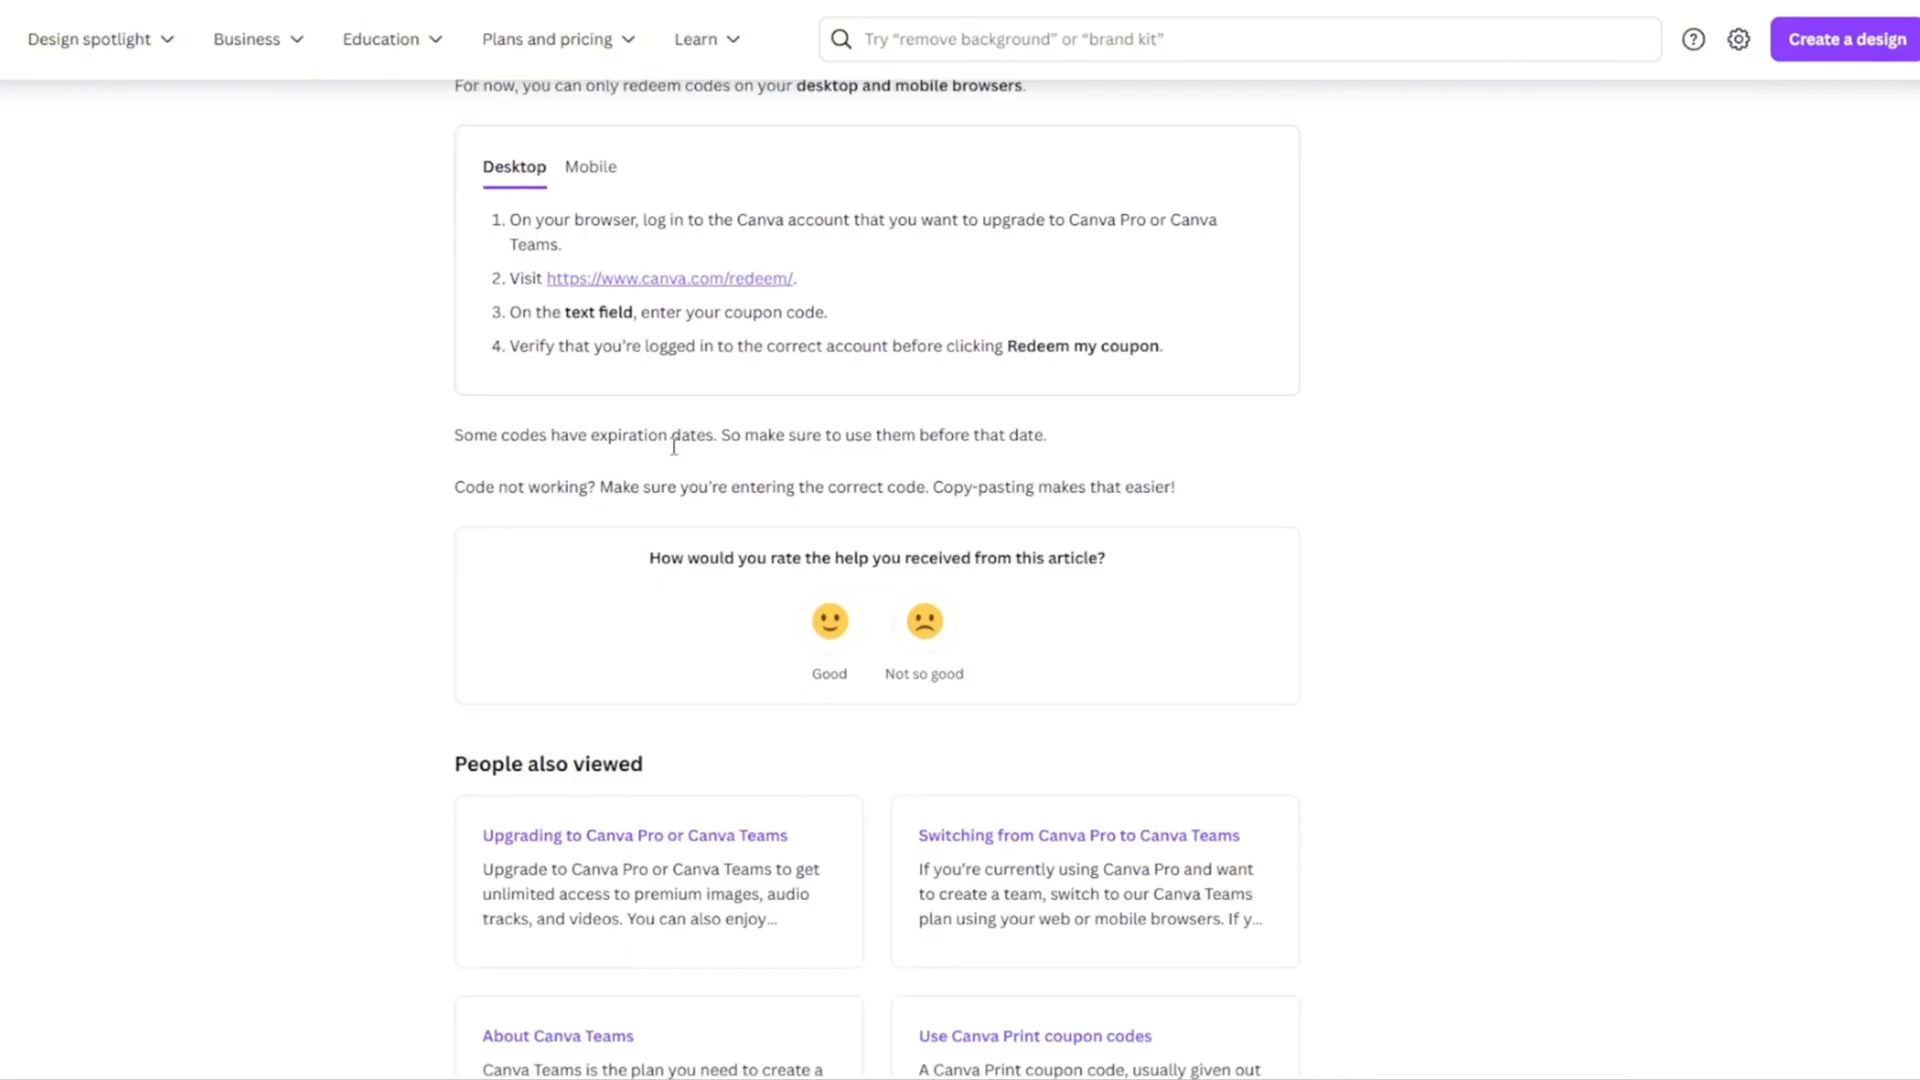 Design spotlight Business Education Plans and pricing Learn Try “remove background” or “brand kit” Create a design
For now, you can only redeem codes on your desktop and mobile browsers.
Desktop Mobile
1. On your browser, log in to the Canva account that you want to upgrade to Canva Pro or Canva
Teams.
2. Visit https://www.canva.com/redeem/.
3. On the text field, enter your coupon code.
4. Verify that you’re logged in to the correct account before clicking Redeem my coupon.
Some codes have expiration dates. So make sure to use them before that date.
Code not working? Make sure you’re entering the correct code. Copy-pasting makes that easier!
How would you rate the help you received from this article?
Good Not so good
People also viewed
Upgrading to Canva Pro or Canva Teams
Upgrade to Canva Pro or Canva Teams to get
unlimited access to premium images, audio
tracks, and videos. You can also enjoy...
Switching from Canva Pro to Canva Teams
If you’re currently using Canva Pro and want
to create a team, switch to our Canva Teams
plan using your web or mobile browsers. If y...
About Canva Teams
Canva Teams is the plan you need to create a
Use Canva Print coupon codes
A Canva Print coupon code, usually given out